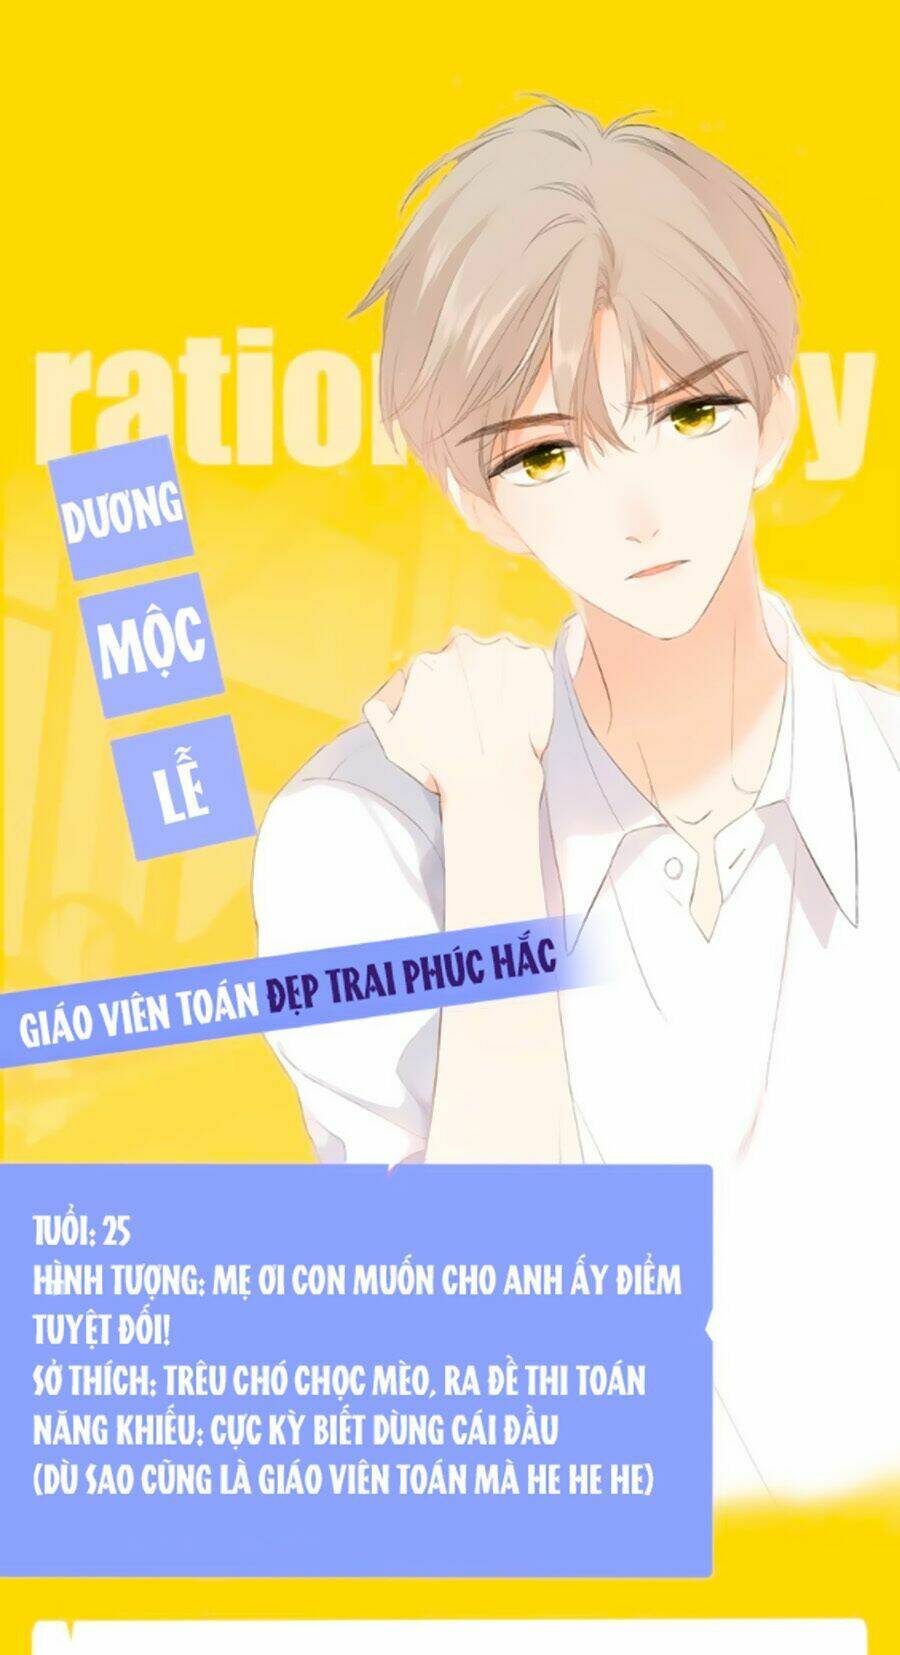 ratio y
DƯƠNG
MỘC
LỄ
GIÁO VIÊN TOÁN ĐẸP TRAI PHÚC HẮC
TUỔI: 25
HÌNH TƯỢNG: MẸ ƠI CON MUỐN CHO ANH ẤY ĐIỂM
TUYỆT ĐỐI!
SỞ THÍCH: TRÊU CHÓ CHỌC MÈO, RA ĐỀ THI TOÁN
NĂNG KHIẾU: CỰC KỲ BIẾT DÙNG CÁI ĐẦU
(DÙ SAO CŨNG LÀ GIÁO VIÊN TOÁN MÀ HE HE HE)